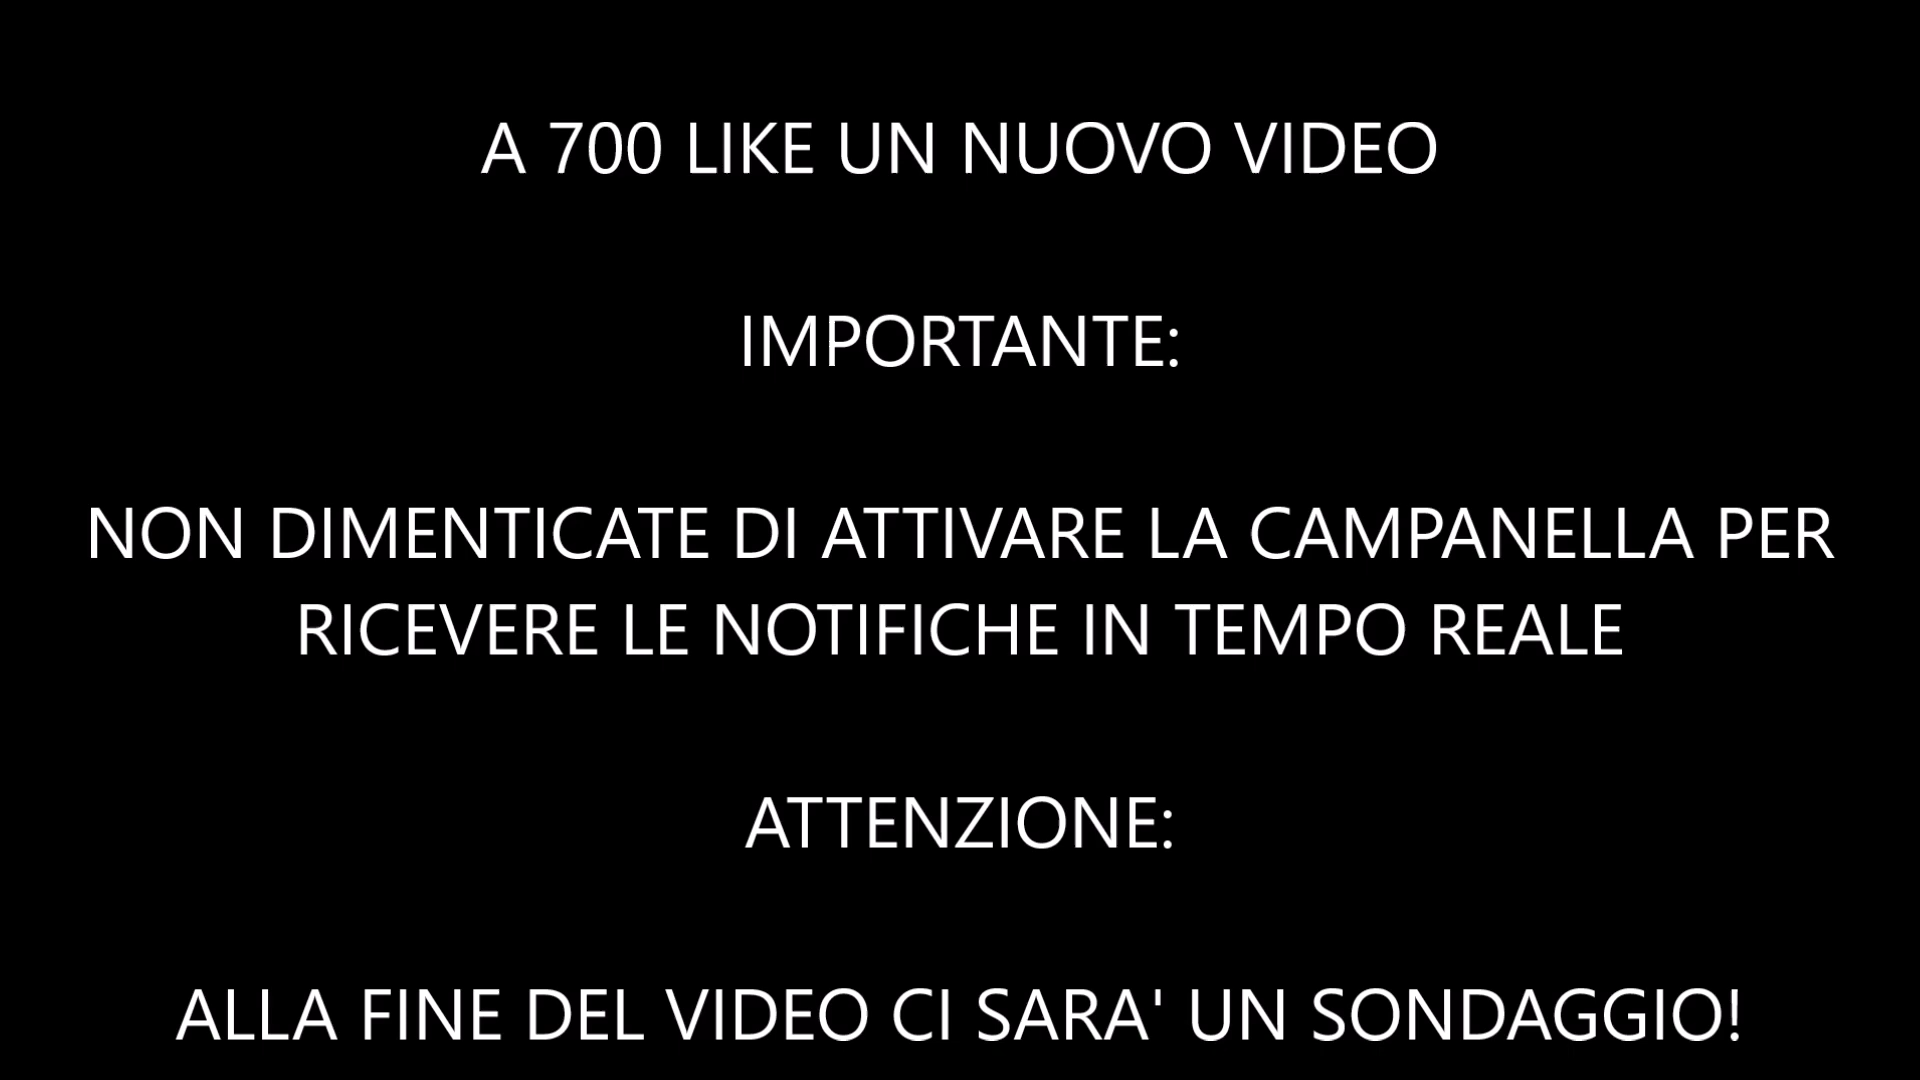 A 700 LIKE UN NUOVO VIDEO
IMPORTANTE:
NON DIMENTICATE DI ATTIVARE LA CAMPANELLA PER
RICEVERE LE NOTIFICHE IN TEMPO REALE
ATTENZIONE:
ALLA FINE DEL VIDEO CI SARA' UN SONDAGGIO!